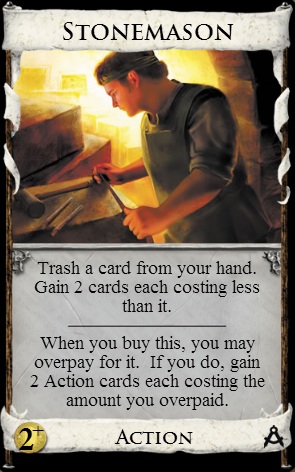 STONEMASON
Trash a card from your hand.
Gain 2 cards each costing less
than it.
When you buy this, you may
overpay for it. If you do, gain
2 Action cards each costing the
amount you overpaid.
2+
ACTION